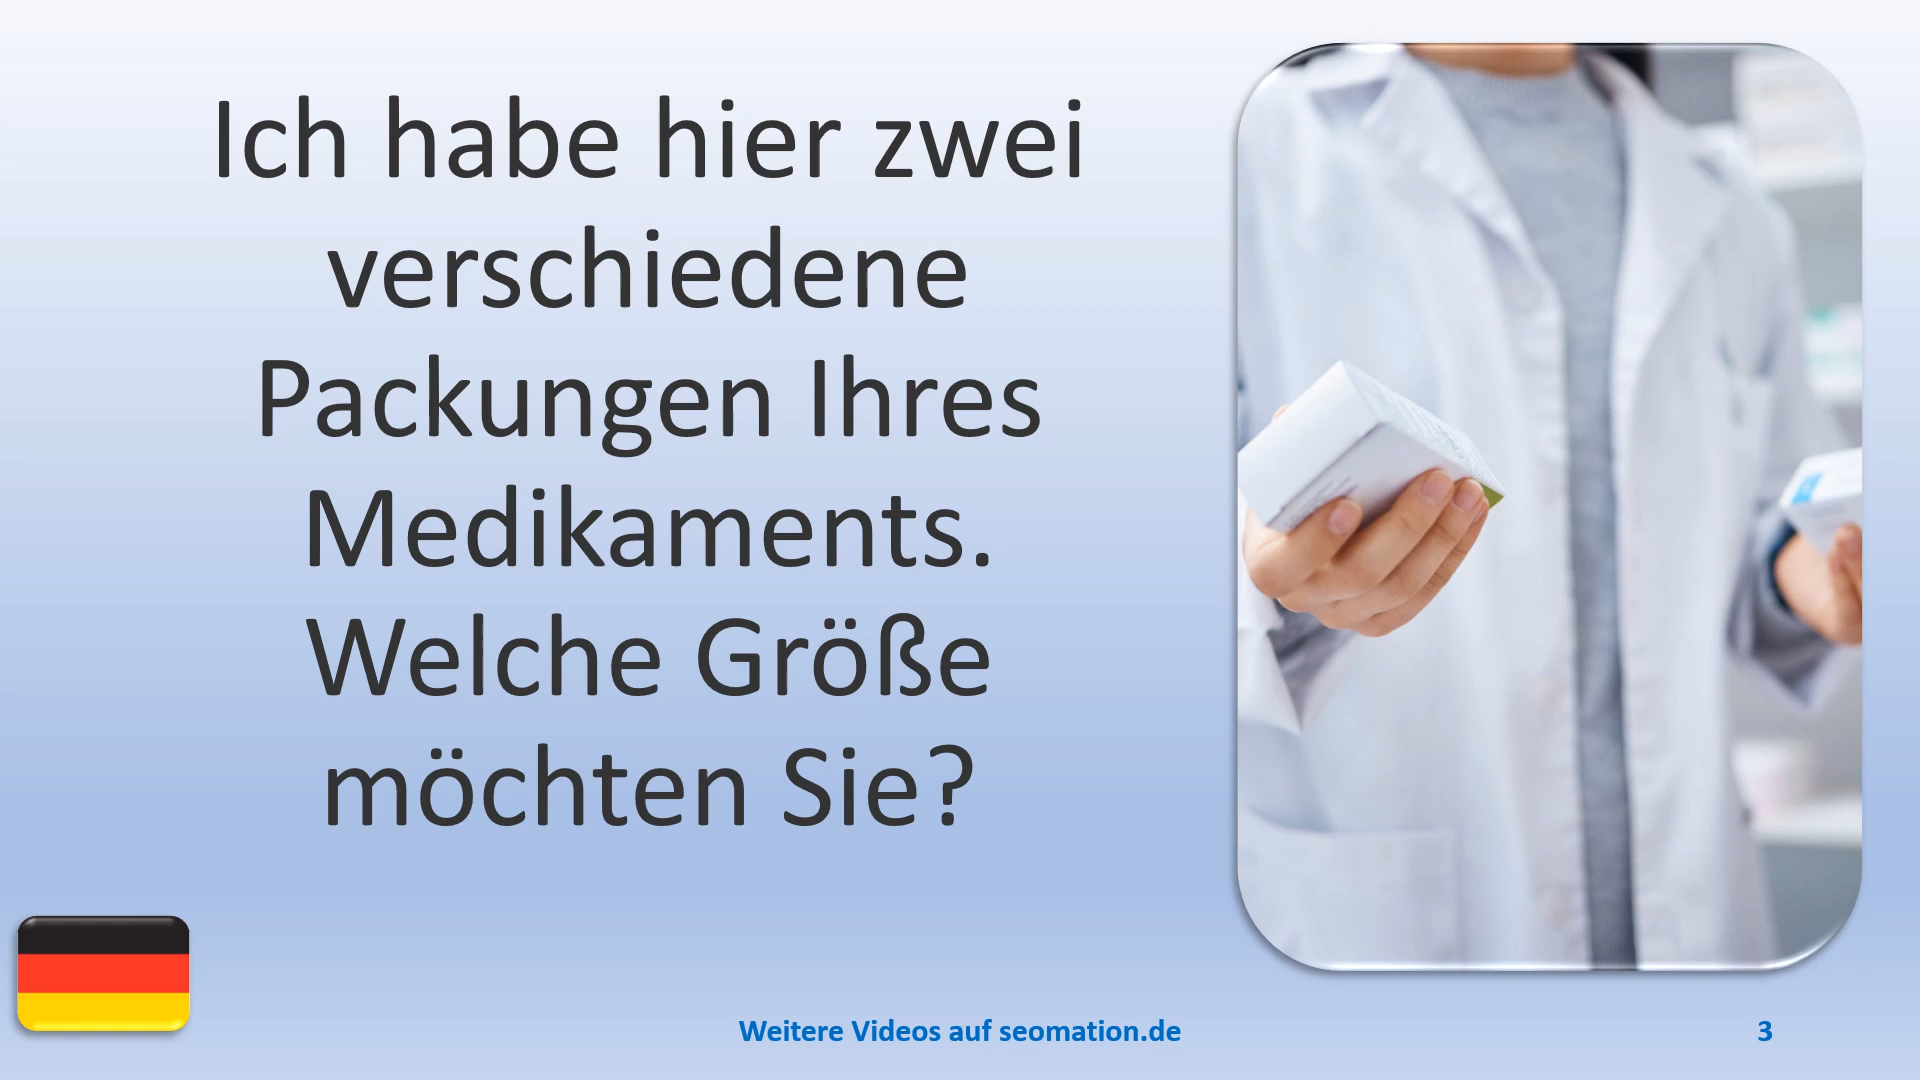 Ich habe hier zwei
verschiedene
Packungen Ihres
Medikaments.
Welche Größe
möchten Sie?
Weitere Videos auf seomation.de
3